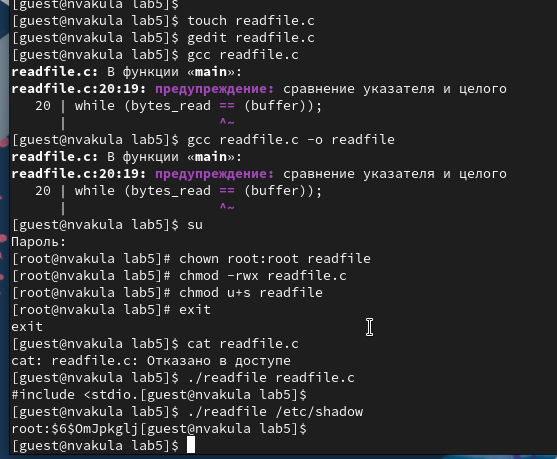 [guest@nvakula lab5]$
[guest@nvakula lab5]$ touch readfile.c
[guest@nvakula lab5]$ gedit readfile.c
[guest@nvakula lab5]$ gcc readfile.c
readfile.c: В функции «main»:
readfile.c:20:19: предупреждение: сравнение указателя и целого
20 | while (bytes_read == (buffer));
| ^~
[guest@nvakula lab5]$ gcc readfile.c -o readfile
readfile.c: В функции «main»:
readfile.c:20:19: предупреждение: сравнение указателя и целого
20 | while (bytes_read == (buffer));
| ^~
[guest@nvakula lab5]$ su
Пароль:
[root@nvakula lab5]# chown root:root readfile
[root@nvakula lab5]# chmod -rwx readfile.c
[root@nvakula lab5]# chmod u+s readfile
[root@nvakula lab5]# exit
exit
[guest@nvakula lab5]$ cat readfile.c
cat: readfile.c: Отказано в доступе
[guest@nvakula lab5]$ ./readfile readfile.c
#include <stdio.[guest@nvakula lab5]$
[guest@nvakula lab5]$ ./readfile /etc/shadow
root:$6$OmJpkglj[guest@nvakula lab5]$
[guest@nvakula lab5]$